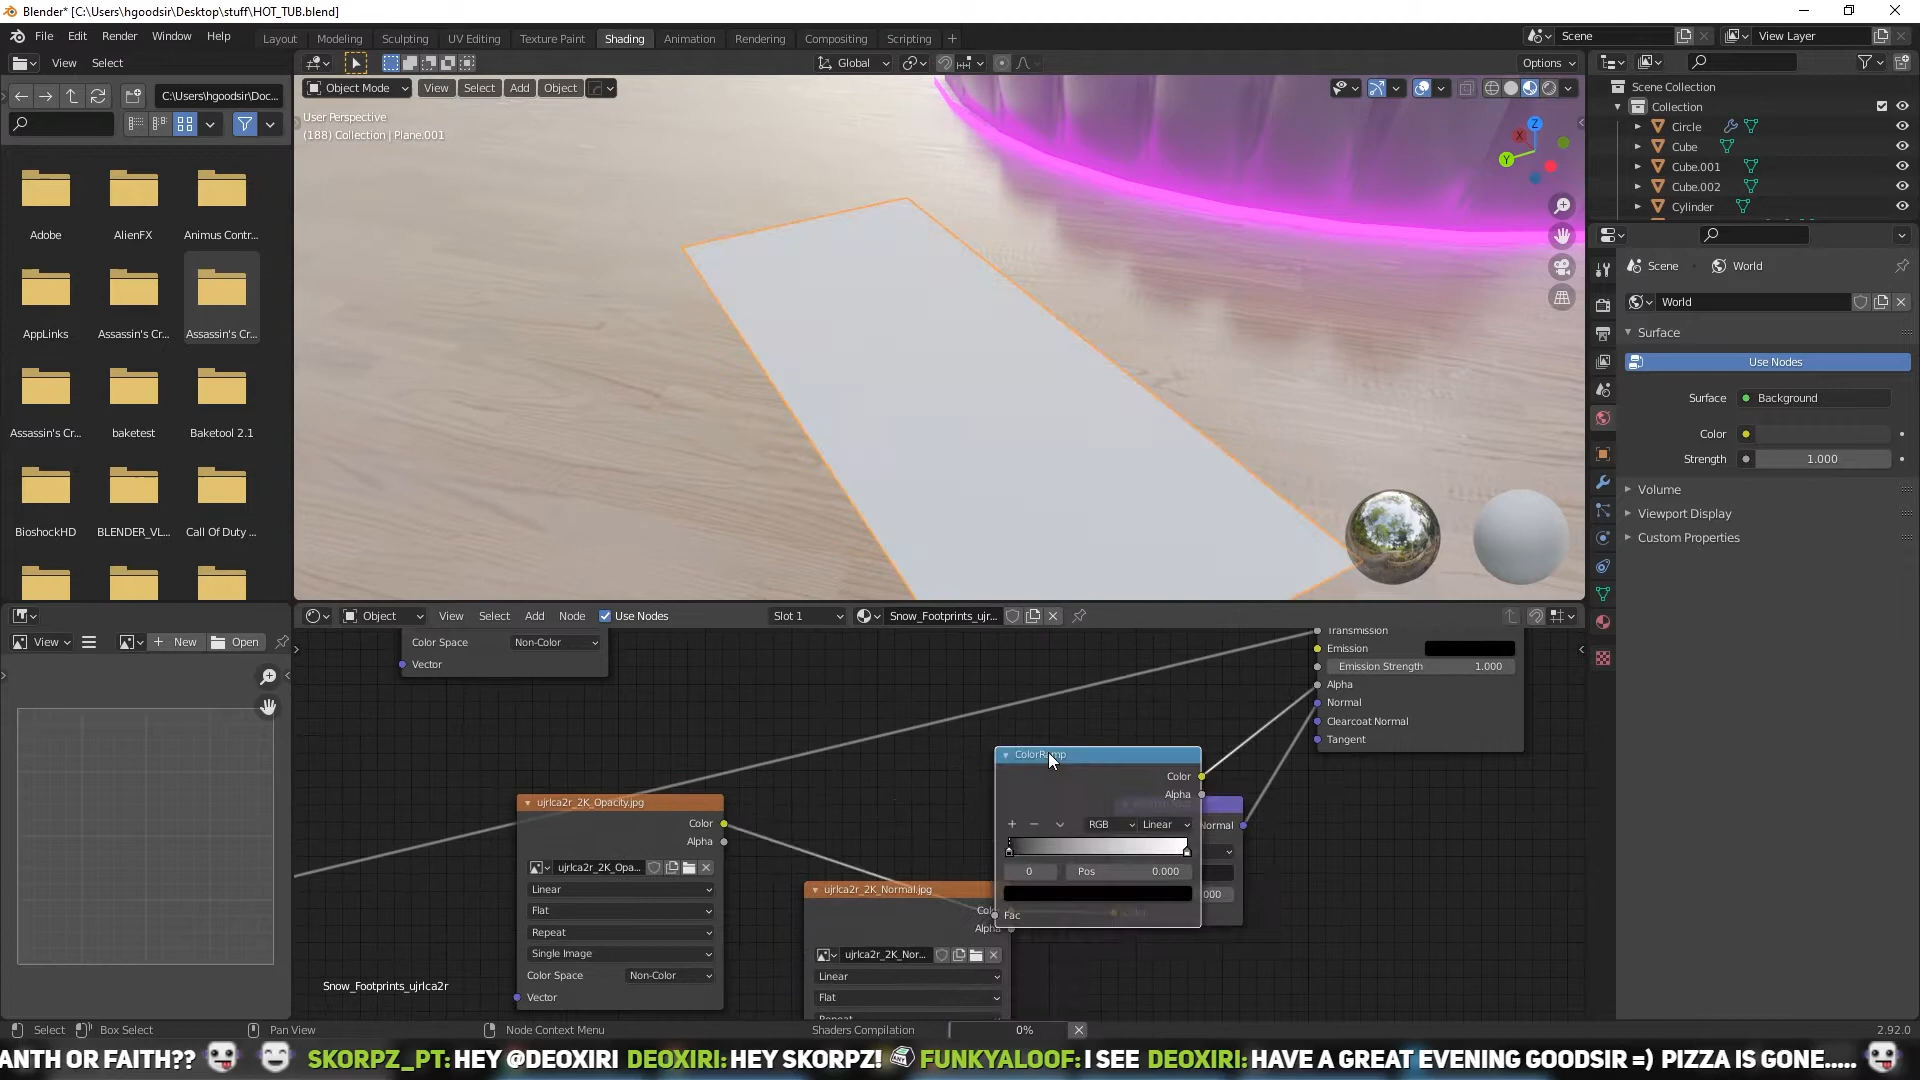 Blender* [C:\Users\hgoodsir\Desktop\stuff\HOT_TUB.blend]
File Edit Render Window Help
Layout Modeling Sculpting UV Editing Texture Paint Shading Animation Rendering Compositing Scripting +
Scene
View Layer
View Select
Global
Options
C:\Users\hgoodsir\Doc...
Object Mode View Select Add Object
User Perspective
(188) Collection | Plane.001
Z
X
Y
Scene Collection
Collection
Circle
Cube
Cube.001
Cube.002
Cylinder
Adobe AlienFX Animus Contr...
AppLinks Assassin's Cr... Assassin's Cr...
Assassin's Cr... baketest Baketool 2.1
BioshockHD BLENDER_VL... Call Of Duty ...
Scene World
World
Surface
Use Nodes
Surface Background
Color
Strength 1.000
Volume
Viewport Display
Custom Properties
View + New Open
Object View Select Add Node Use Nodes Slot 1 Snow_Footprints_ujr...
Color Space Non-Color
Vector
Transmission
Emission
Emission Strength 1.000
Alpha
Normal
Clearcoat Normal
Tangent
ColorRamp
Color
Alpha
+ − RGB Linear
0 Pos 0.000
Fac
Normal
Color
ujrlca2r_2K_Opacity.jpg
Color
Alpha
ujrlca2r_2K_Opa...
Linear
Flat
Repeat
Single Image
Color Space Non-Color
Vector
ujrlca2r_2K_Normal.jpg
Alpha
ujrlca2r_2K_Nor...
Linear
Flat
Repeat
Snow_Footprints_ujrlca2r
Select Box Select Pan View Node Context Menu Shaders Compilation 0% 2.92.0
ANTH OR FAITH?? SKORPZ_PT: HEY @DEOXIRI DEOXIRI: HEY SKORPZ! FUNKYALOOF: I SEE DEOXIRI: HAVE A GREAT EVENING GOODSIR =) PIZZA IS GONE.....